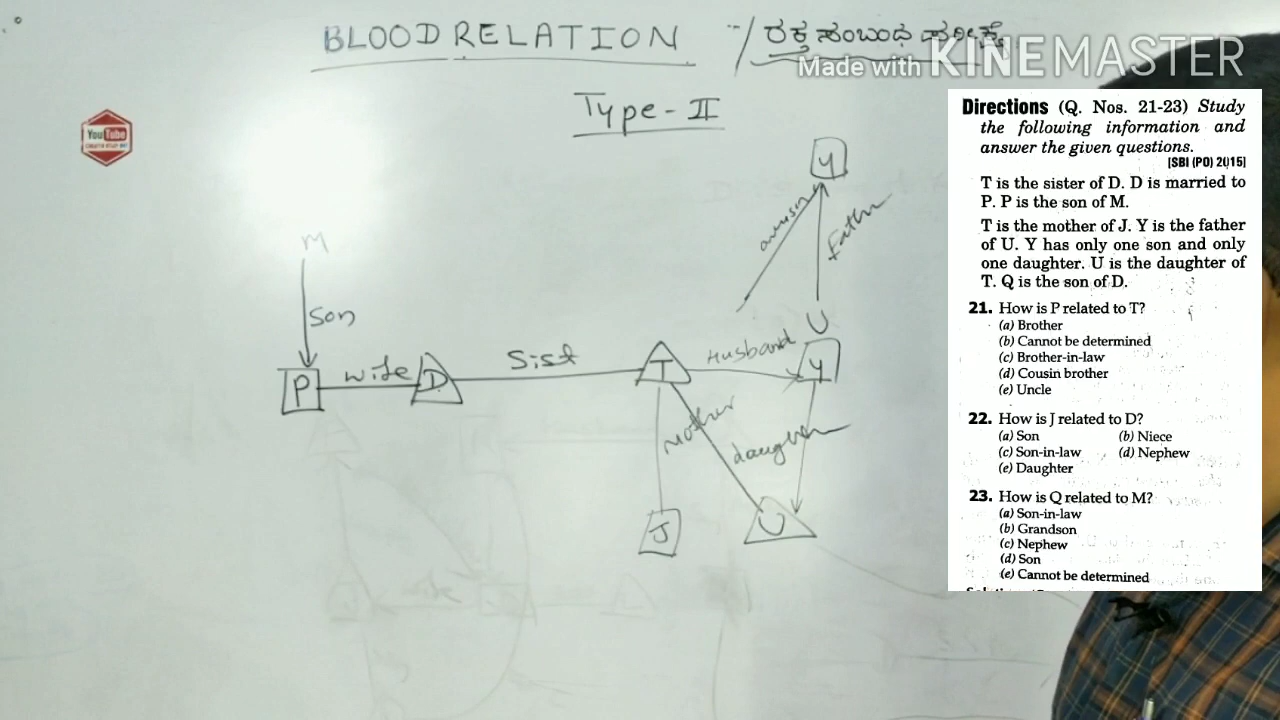 BLOOD RELATION / ರಕ್ತ ಸಂಬಂಧ ಪರೀಕ್ಷೆ
Made with KINEMASTER
Type - II
YouTube
Directions (Q. Nos. 21-23) Study
the following information and
answer the given questions.
[SBI (PO) 2015]
T is the sister of D. D is married to
P. P is the son of M.
T is the mother of J. Y is the father
of U. Y has only one son and only
one daughter. U is the daughter of
T. Q is the son of D.
21. How is P related to T?
(a) Brother
(b) Cannot be determined
(c) Brother-in-law
(d) Cousin brother
(e) Uncle
22. How is J related to D?
(a) Son (b) Niece
(c) Son-in-law (d) Nephew
(e) Daughter
23. How is Q related to M?
(a) Son-in-law
(b) Grandson
(c) Nephew
(d) Son
(e) Cannot be determined
Y
father
M
Son
U
P wife D Sist T Husband Y
Mother
daughter
J U